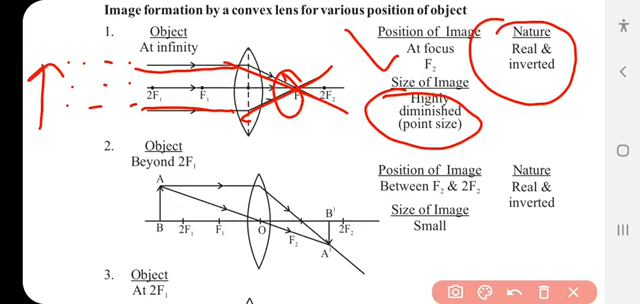 Image formation by a convex lens for various position of object
1. Object
At infinity
Position of Image
At focus
F₂
Size of Image
Highly
diminished
(point size)
Nature
Real &
inverted
2F₁ F₁ 2F₂
2. Object
Beyond 2F₁
Position of Image
Between F₂ & 2F₂
Size of Image
Small
Nature
Real &
inverted
A
B 2F₁ F₁ O F₂ B¹ 2F₂
A¹
3. Object
At 2F₁